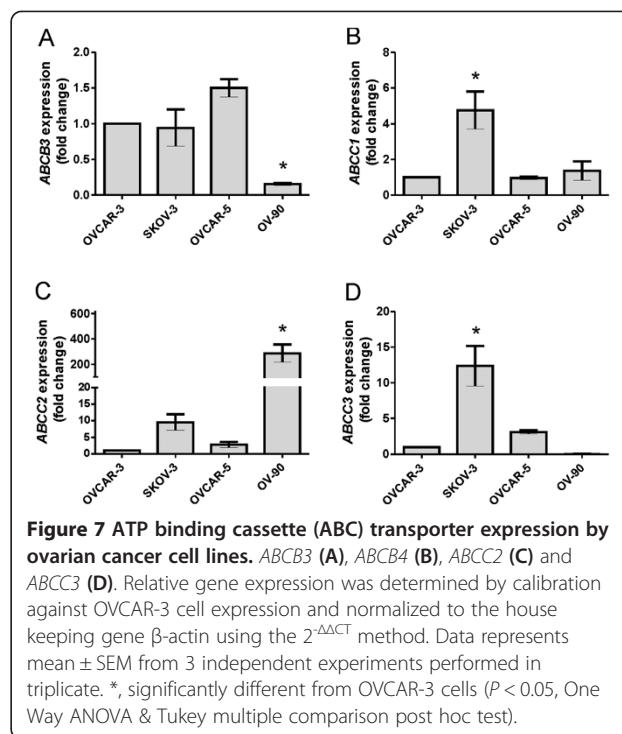 A
ABCB3 expression
(fold change)
2.0
1.5
1.0
0.5
0.0
*
OVCAR-3
SKOV-3
OVCAR-5
OV-90
B
ABCC1 expression
(fold change)
8
6
4
2
0
*
OVCAR-3
SKOV-3
OVCAR-5
OV-90
C
ABCC2 expression
(fold change)
600
400
200
20
15
10
5
0
*
OVCAR-3
SKOV-3
OVCAR-5
OV-90
D
ABCC3 expression
(fold change)
20
15
10
5
0
*
OVCAR-3
SKOV-3
OVCAR-5
OV-90
Figure 7 ATP binding cassette (ABC) transporter expression by
ovarian cancer cell lines. ABCB3 (A), ABCB4 (B), ABCC2 (C) and
ABCC3 (D). Relative gene expression was determined by calibration
against OVCAR-3 cell expression and normalized to the house
keeping gene β-actin using the 2^-ΔΔCT method. Data represents
mean ± SEM from 3 independent experiments performed in
triplicate. *, significantly different from OVCAR-3 cells (P < 0.05, One
Way ANOVA & Tukey multiple comparison post hoc test).